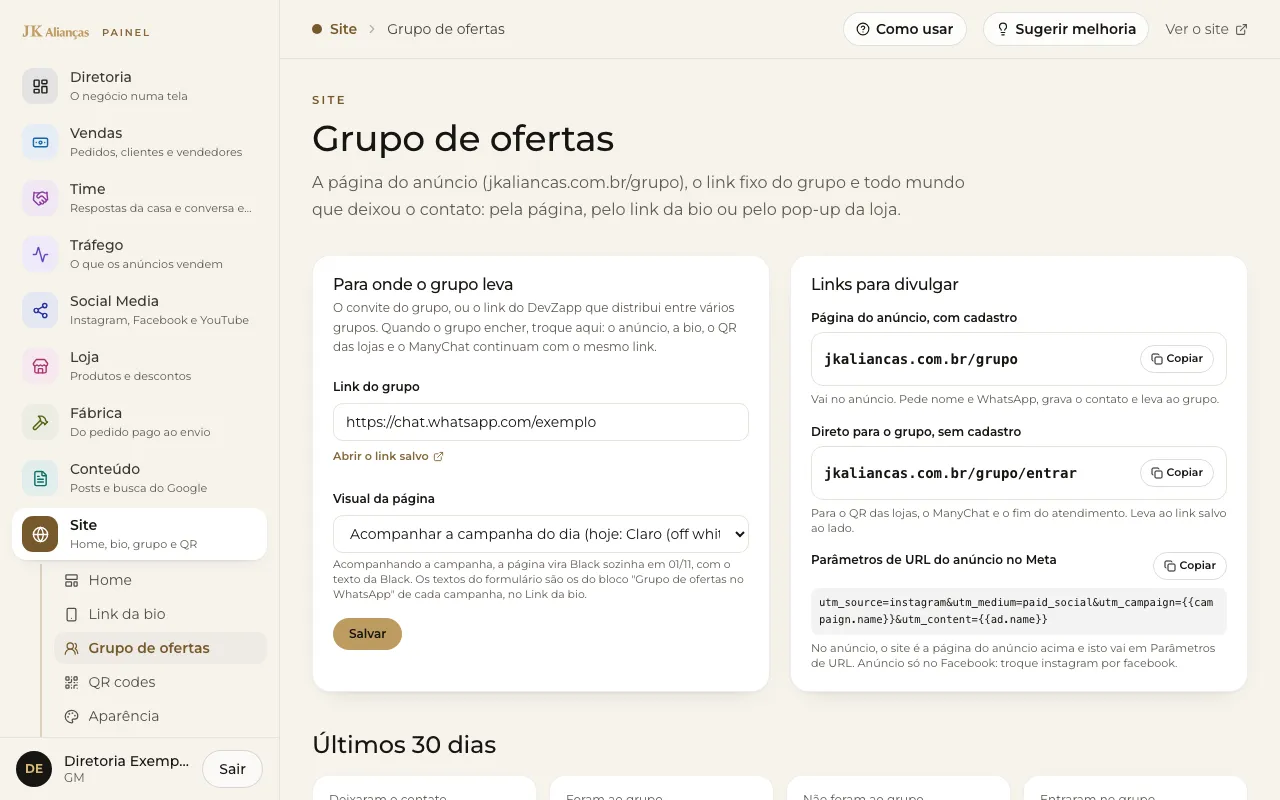 JK Alianças PAINEL
Diretoria
O negócio numa tela
Vendas
Pedidos, clientes e vendedores
Time
Respostas da casa e conversa e...
Tráfego
O que os anúncios vendem
Social Media
Instagram, Facebook e YouTube
Loja
Produtos e descontos
Fábrica
Do pedido pago ao envio
Conteúdo
Posts e busca do Google
Site
Home, bio, grupo e QR
Home
Link da bio
Grupo de ofertas
QR codes
Aparência
DE
Diretoria Exemp...
GM
Sair
Site
Grupo de ofertas
Como usar
Sugerir melhoria
Ver o site
SITE
Grupo de ofertas
A página do anúncio (jkaliancas.com.br/grupo), o link fixo do grupo e todo mundo
que deixou o contato: pela página, pelo link da bio ou pelo pop-up da loja.
Para onde o grupo leva
O convite do grupo, ou o link do DevZapp que distribui entre vários
grupos. Quando o grupo encher, troque aqui: o anúncio, a bio, o QR
das lojas e o ManyChat continuam com o mesmo link.
Link do grupo
https://chat.whatsapp.com/exemplo
Abrir o link salvo
Visual da página
Acompanhar a campanha do dia (hoje: Claro (off whit
Acompanhando a campanha, a página vira Black sozinha em 01/11, com o
texto da Black. Os textos do formulário são os do bloco "Grupo de ofertas no
WhatsApp" de cada campanha, no Link da bio.
Salvar
Links para divulgar
Página do anúncio, com cadastro
jkaliancas.com.br/grupo
Copiar
Vai no anúncio. Pede nome e WhatsApp, grava o contato e leva ao grupo.
Direto para o grupo, sem cadastro
jkaliancas.com.br/grupo/entrar
Copiar
Para o QR das lojas, o ManyChat e o fim do atendimento. Leva ao link salvo
ao lado.
Parâmetros de URL do anúncio no Meta
Copiar
utm_source=instagram&utm_medium=paid_social&utm_campaign={{cam
paign.name}}&utm_content={{ad.name}}
No anúncio, o site é a página do anúncio acima e isto vai em Parâmetros
de URL. Anúncio só no Facebook: troque instagram por facebook.
Últimos 30 dias
Deixaram o contato
Foram ao grupo
Não foram ao grupo
Entraram no grupo